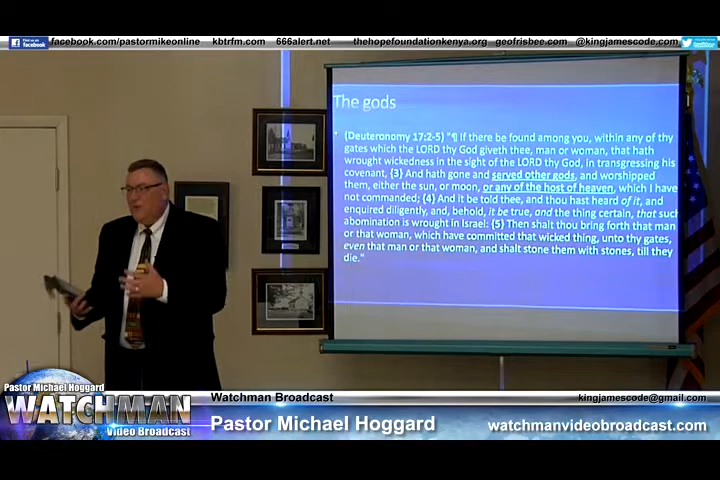 Find us on facebook
facebook.com/pastormikeonline kbtrfm.com 666alert.net thehopefoundationkenya.org geofrisbee.com @kingjamescode.com
The gods
• (Deuteronomy 17:2-5) "¶ If there be found among you, within any of thy
gates which the LORD thy God giveth thee, man or woman, that hath
wrought wickedness in the sight of the LORD thy God, in transgressing his
covenant, {3} And hath gone and served other gods, and worshipped
them, either the sun, or moon, or any of the host of heaven, which I have
not commanded; {4} And it be told thee, and thou hast heard of it, and
enquired diligently, and, behold, it be true, and the thing certain, that such
abomination is wrought in Israel: {5} Then shalt thou bring forth that man
or that woman, which have committed that wicked thing, unto thy gates,
even that man or that woman, and shalt stone them with stones, till they
die."
Pastor Michael Hoggard
WATCHMAN
Video Broadcast
Watchman Broadcast kingjamescode@gmail.com
Pastor Michael Hoggard watchmanvideobroadcast.com